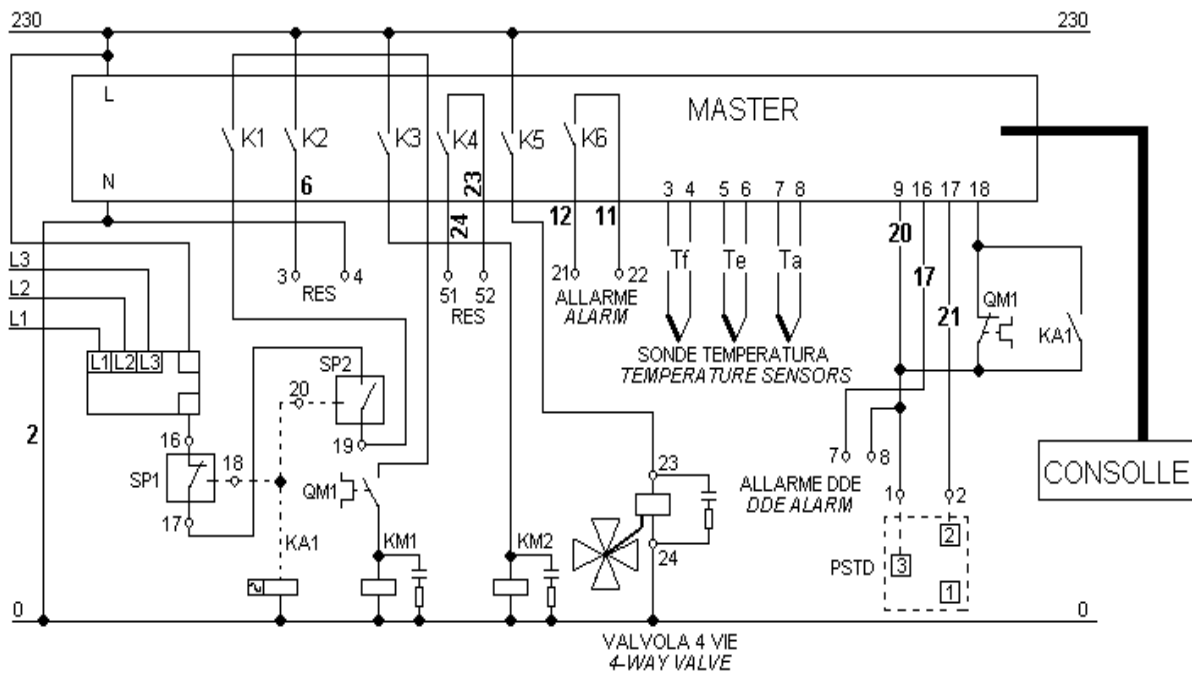 230 230
L
MASTER
K1 K2 K3 K4 K5 K6
N
6 23 24 12 11
3 4 5 6 7 8 9 16 17 18
20
17
21
L3
L2
L1
3 4
RES
51 52
RES
21 22
ALLARME
ALARM
Tf Te Ta
SONDE TEMPERATURA
TEMPERATURE SENSORS
QM1 KA1
L1 L2 L3
SP2
20
19
2
16
SP1
18
17
QM1
KA1
KM1
KM2
23
24
7 8
ALLARME DDE
DDE ALARM
CONSOLLE
1 2
PSTD
3
2
1
0 0
VALVOLA 4 VIE
4-WAY VALVE